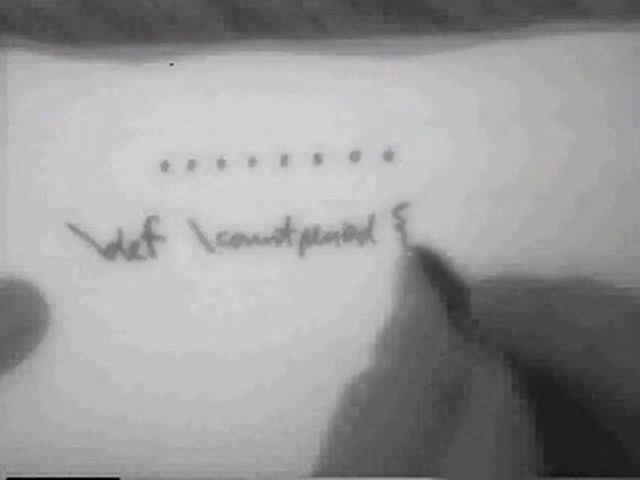 ........
\def \countperiod {